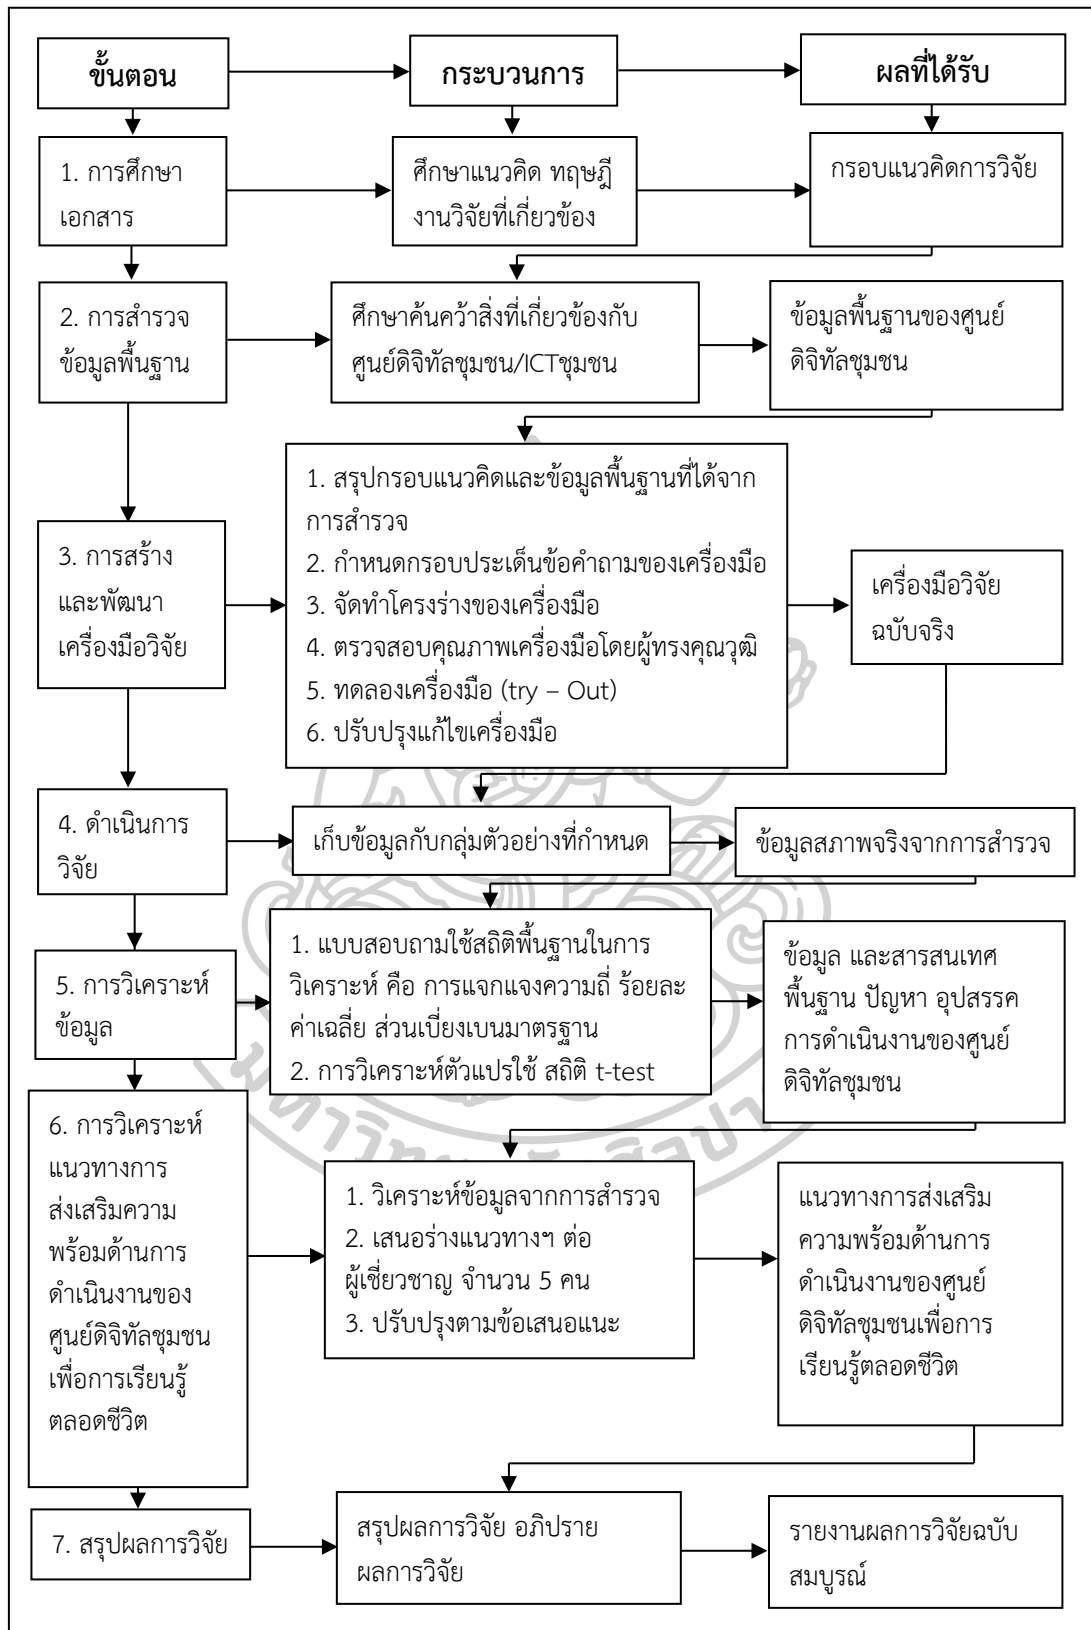 ขั้นตอน
กระบวนการ
ผลที่ได้รับ
1. การศึกษา
เอกสาร
ศึกษาแนวคิด ทฤษฎี
งานวิจัยที่เกี่ยวข้อง
กรอบแนวคิดการวิจัย
2. การสำรวจ
ข้อมูลพื้นฐาน
ศึกษาค้นคว้าสิ่งที่เกี่ยวข้องกับ
ศูนย์ดิจิทัลชุมชน/ICTชุมชน
ข้อมูลพื้นฐานของศูนย์
ดิจิทัลชุมชน
3. การสร้าง
และพัฒนา
เครื่องมือวิจัย
1. สรุปกรอบแนวคิดและข้อมูลพื้นฐานที่ได้จาก
การสำรวจ
2. กำหนดกรอบประเด็นข้อคำถามของเครื่องมือ
3. จัดทำโครงร่างของเครื่องมือ
4. ตรวจสอบคุณภาพเครื่องมือโดยผู้ทรงคุณวุฒิ
5. ทดลองเครื่องมือ (try – Out)
6. ปรับปรุงแก้ไขเครื่องมือ
เครื่องมือวิจัย
ฉบับจริง
4. ดำเนินการ
วิจัย
เก็บข้อมูลกับกลุ่มตัวอย่างที่กำหนด
ข้อมูลสภาพจริงจากการสำรวจ
5. การวิเคราะห์
ข้อมูล
1. แบบสอบถามใช้สถิติพื้นฐานในการ
วิเคราะห์ คือ การแจกแจงความถี่ ร้อยละ
ค่าเฉลี่ย ส่วนเบี่ยงเบนมาตรฐาน
2. การวิเคราะห์ตัวแปรใช้ สถิติ t-test
ข้อมูล และสารสนเทศ
พื้นฐาน ปัญหา อุปสรรค
การดำเนินงานของศูนย์
ดิจิทัลชุมชน
6. การวิเคราะห์
แนวทางการ
ส่งเสริมความ
พร้อมด้านการ
ดำเนินงานของ
ศูนย์ดิจิทัลชุมชน
เพื่อการเรียนรู้
ตลอดชีวิต
1. วิเคราะห์ข้อมูลจากการสำรวจ
2. เสนอร่างแนวทางฯ ต่อ
ผู้เชี่ยวชาญ จำนวน 5 คน
3. ปรับปรุงตามข้อเสนอแนะ
แนวทางการส่งเสริม
ความพร้อมด้านการ
ดำเนินงานของศูนย์
ดิจิทัลชุมชนเพื่อการ
เรียนรู้ตลอดชีวิต
7. สรุปผลการวิจัย
สรุปผลการวิจัย อภิปราย
ผลการวิจัย
รายงานผลการวิจัยฉบับ
สมบูรณ์